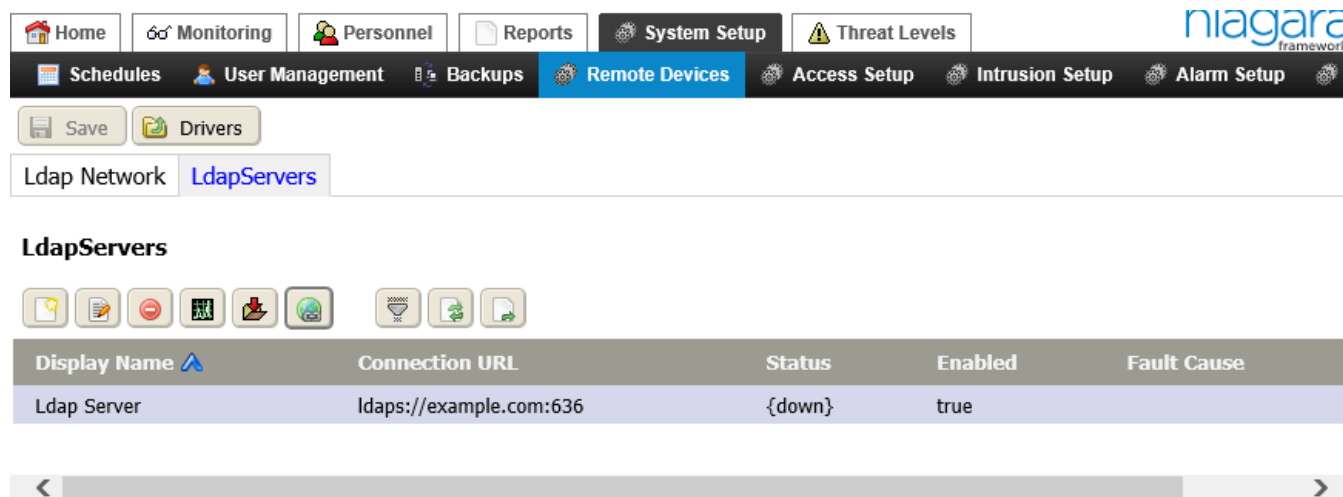 Home Monitoring Personnel Reports System Setup Threat Levels niagara
framework
Schedules User Management Backups Remote Devices Access Setup Intrusion Setup Alarm Setup
Save Drivers
Ldap Network LdapServers
LdapServers
Display Name Connection URL Status Enabled Fault Cause
Ldap Server ldaps://example.com:636 {down} true